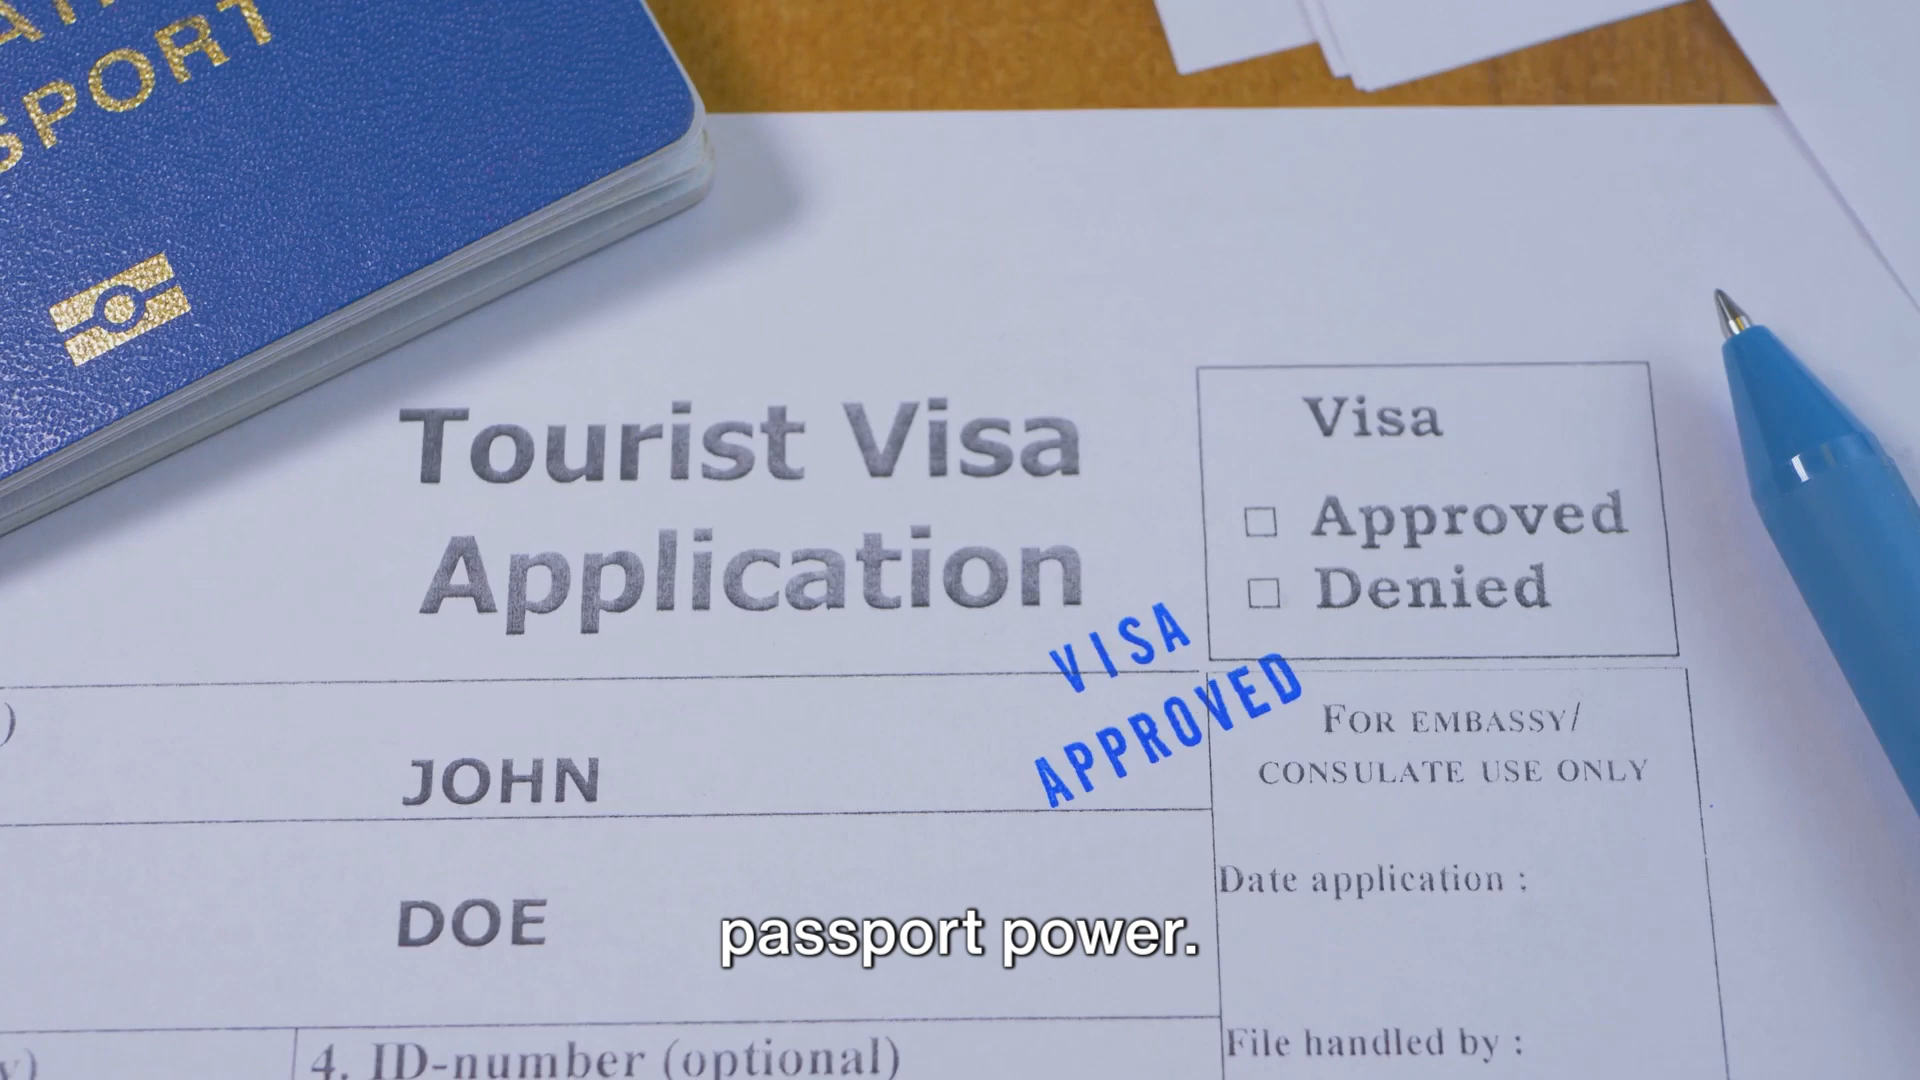 SPORT
Tourist Visa
Application
Visa
Approved
Denied
VISA
APPROVED
FOR EMBASSY/
CONSULATE USE ONLY
JOHN
Date application :
DOE
passport power.
File handled by :
4. ID-number (optional)